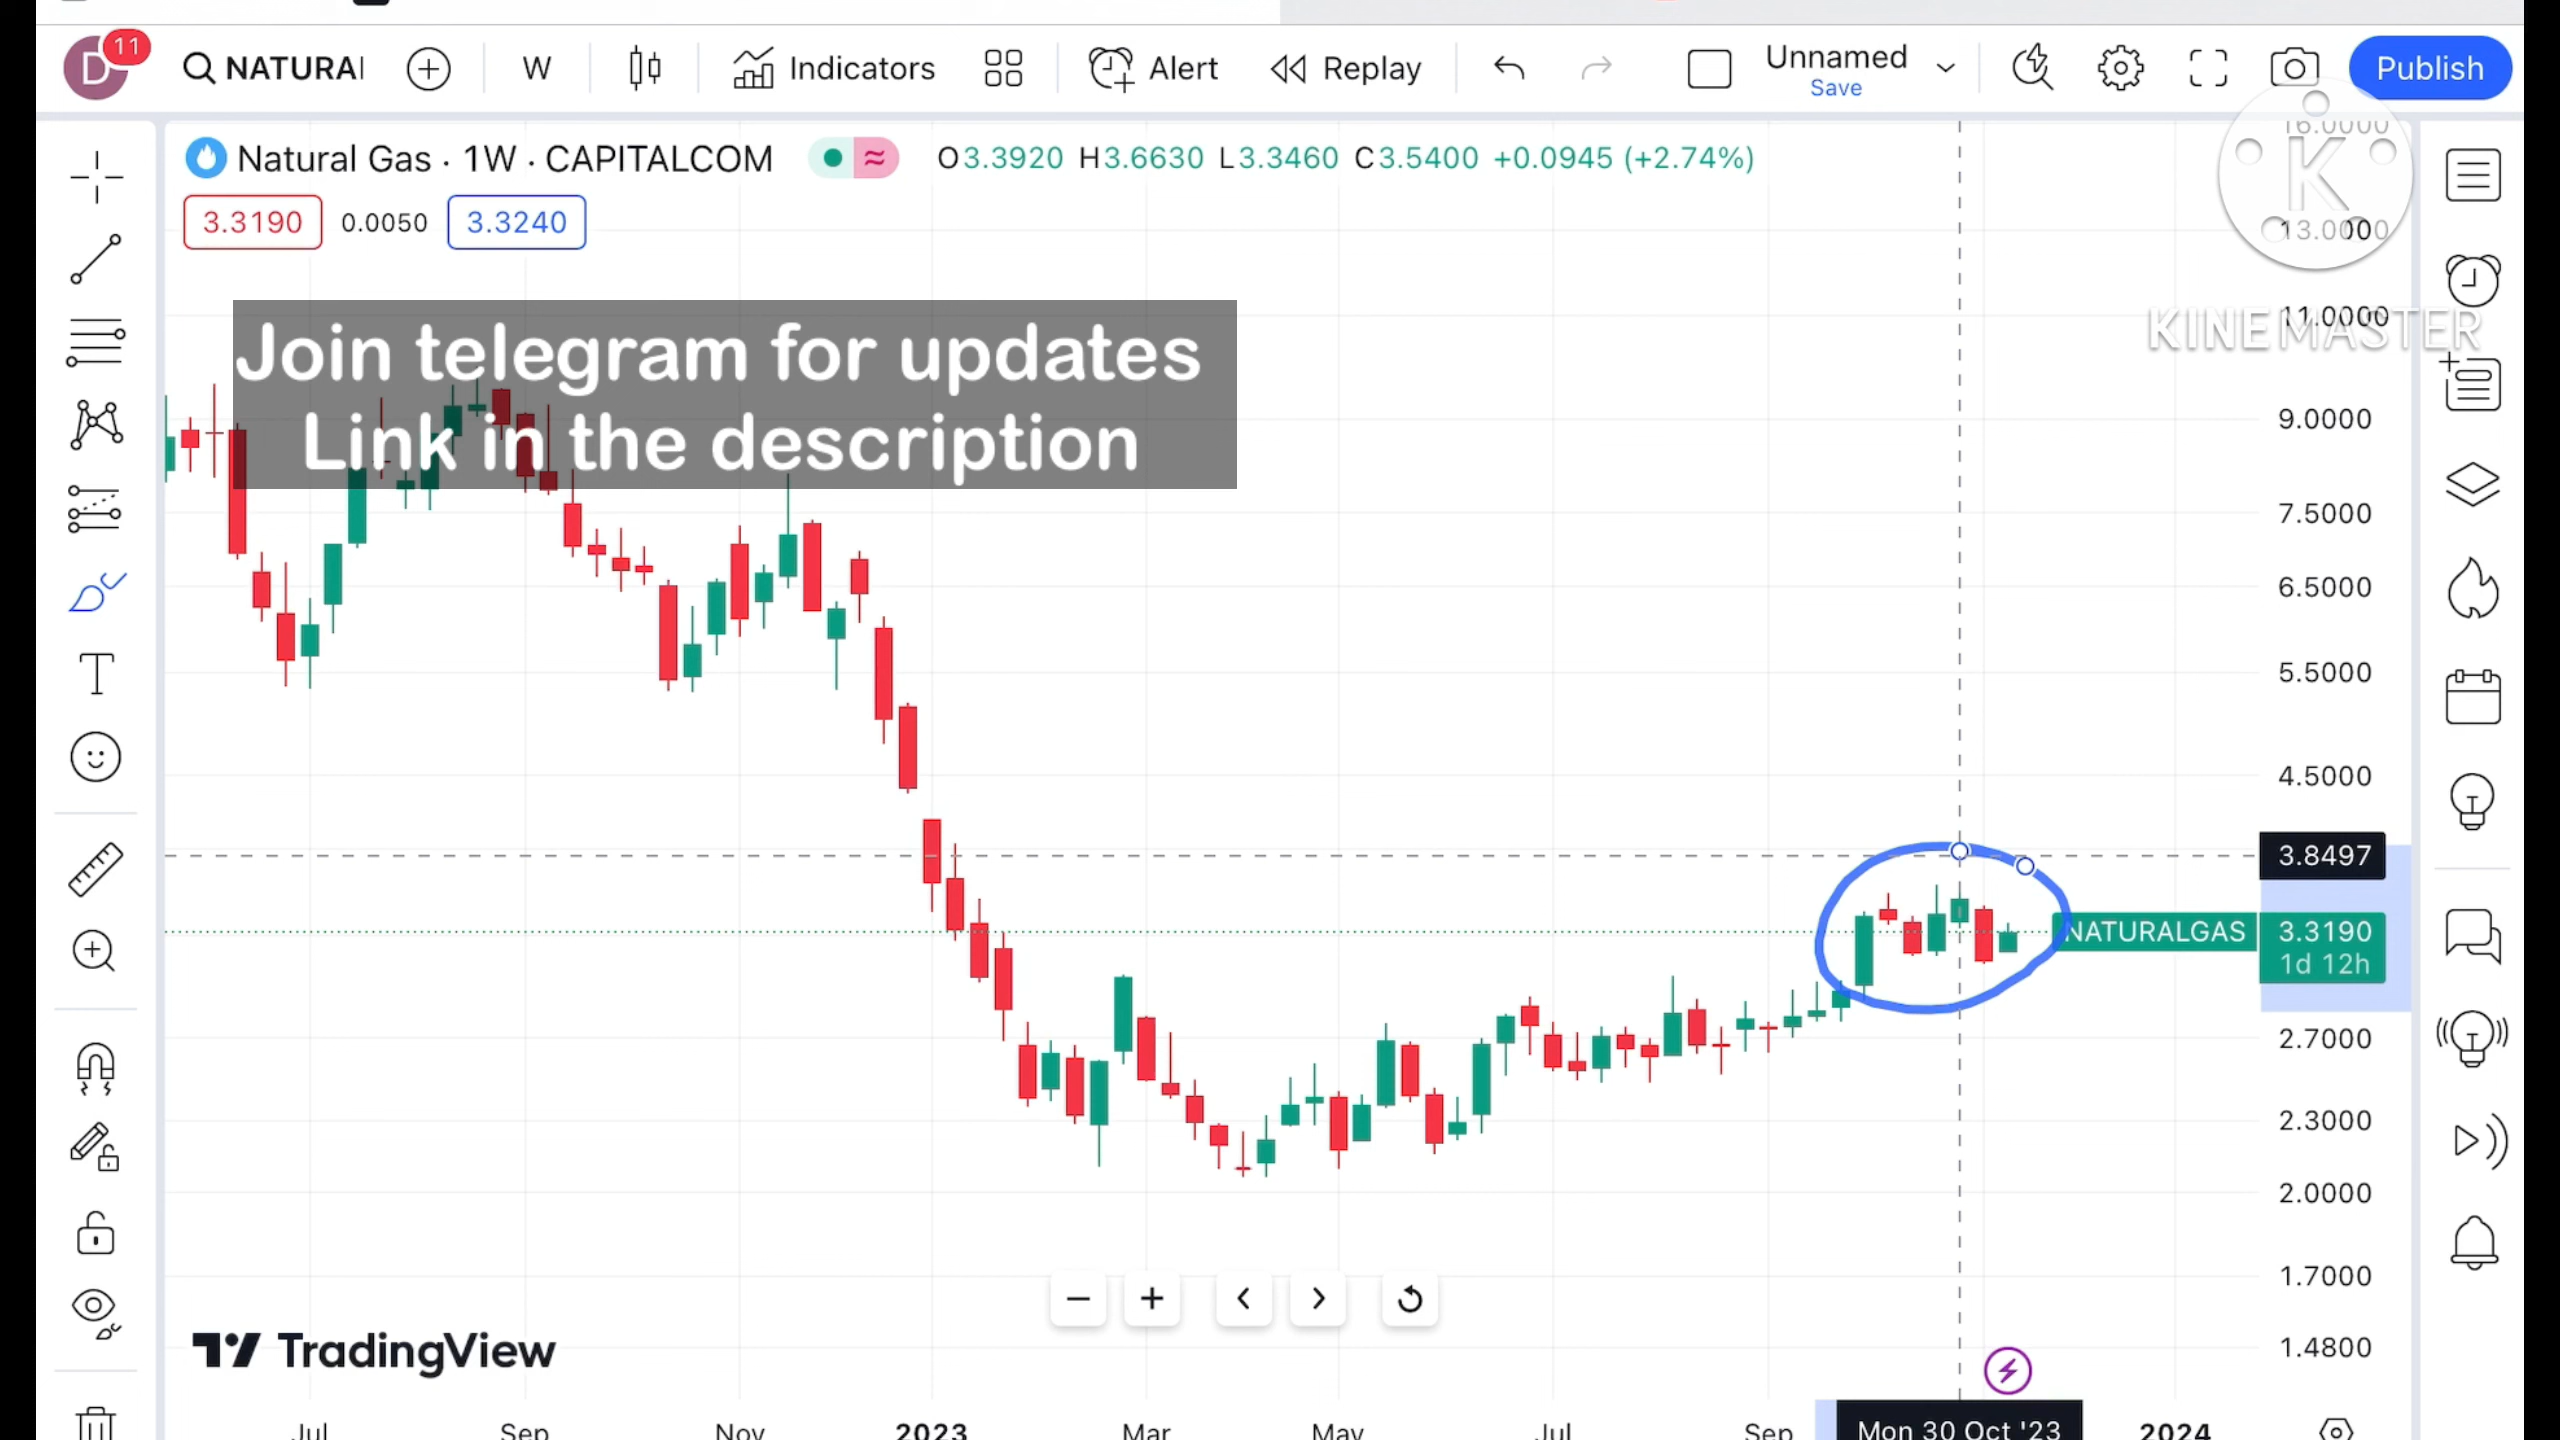 D 11 NATURAI W Indicators Alert Replay Unnamed Publish
Save
Natural Gas · 1W · CAPITALCOM O3.3920 H3.6630 L3.3460 C3.5400 +0.0945 (+2.74%)
3.3190 0.0050 3.3240
Join telegram for updates
Link in the description
K
KINEMASTER
16.0000
13.0000
11.0000
9.0000
7.5000
6.5000
5.5000
4.5000
3.8497
NATURALGAS 3.3190
1d 12h
2.7000
2.3000
2.0000
1.7000
1.4800
TradingView
Jul Sep Nov 2023 Mar May Jul Sep Mon 30 Oct '23 2024